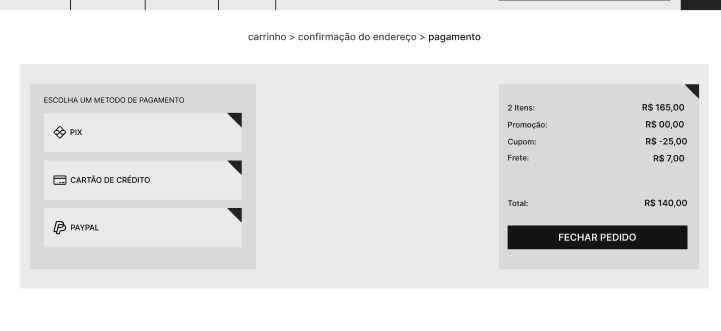 carrinho > confirmação do endereço > pagamento
ESCOLHA UM METODO DE PAGAMENTO
PIX
CARTÃO DE CRÉDITO
PAYPAL
2 Itens: R$ 165,00
Promoção: R$ 00,00
Cupom: R$ -25,00
Frete: R$ 7,00
Total: R$ 140,00
FECHAR PEDIDO